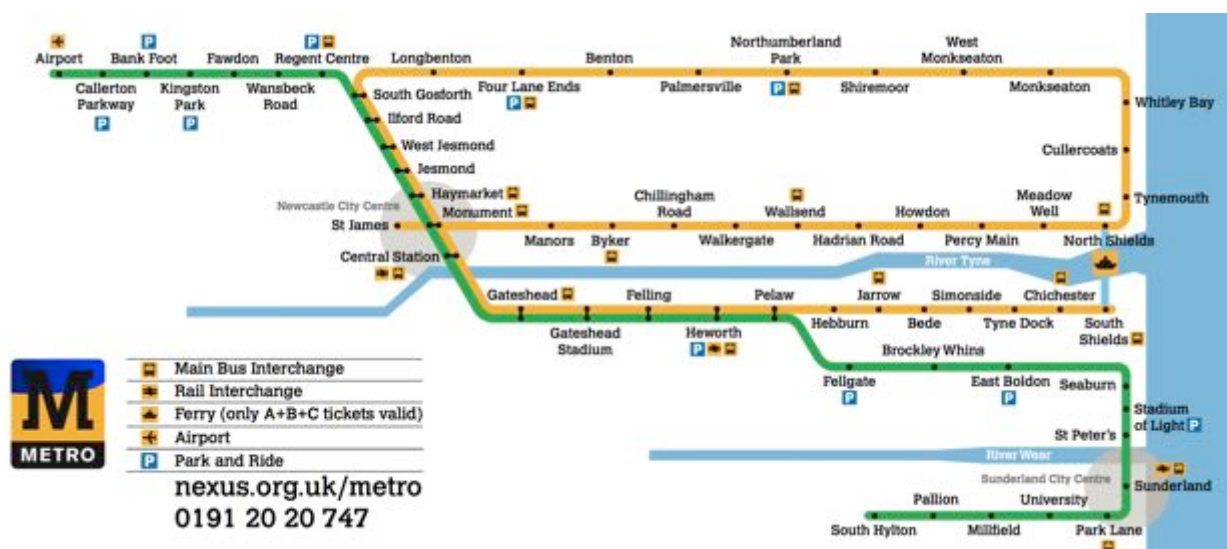 Airport
Bank Foot
Fawdon
Regent Centre
Callerton
Parkway
Kingston
Park
Wansbeck
Road
Longbenton
Benton
Northumberland
Park
West
Monkseaton
South Gosforth
Four Lane Ends
Palmersville
Shiremoor
Monkseaton
Ilford Road
West Jesmond
Jesmond
Haymarket
Whitley Bay
Cullercoats
Tynemouth
Newcastle City Centre
St James
Monument
Chillingham
Road
Wallsend
Howdon
Meadow
Well
Manors
Byker
Walkergate
Hadrian Road
Percy Main
North Shields
Central Station
River Tyne
Gateshead
Felling
Pelaw
Jarrow
Simonside
Chichester
Gateshead
Stadium
Heworth
Hebburn
Bede
Tyne Dock
South
Shields
Brockley Whins
Fellgate
East Boldon
Seaburn
Stadium
of Light
St Peter's
River Wear
Sunderland City Centre
Sunderland
Pallion
University
South Hylton
Millfield
Park Lane
M
METRO
Main Bus Interchange
Rail Interchange
Ferry (only A+B+C tickets valid)
Airport
P Park and Ride
nexus.org.uk/metro
0191 20 20 747